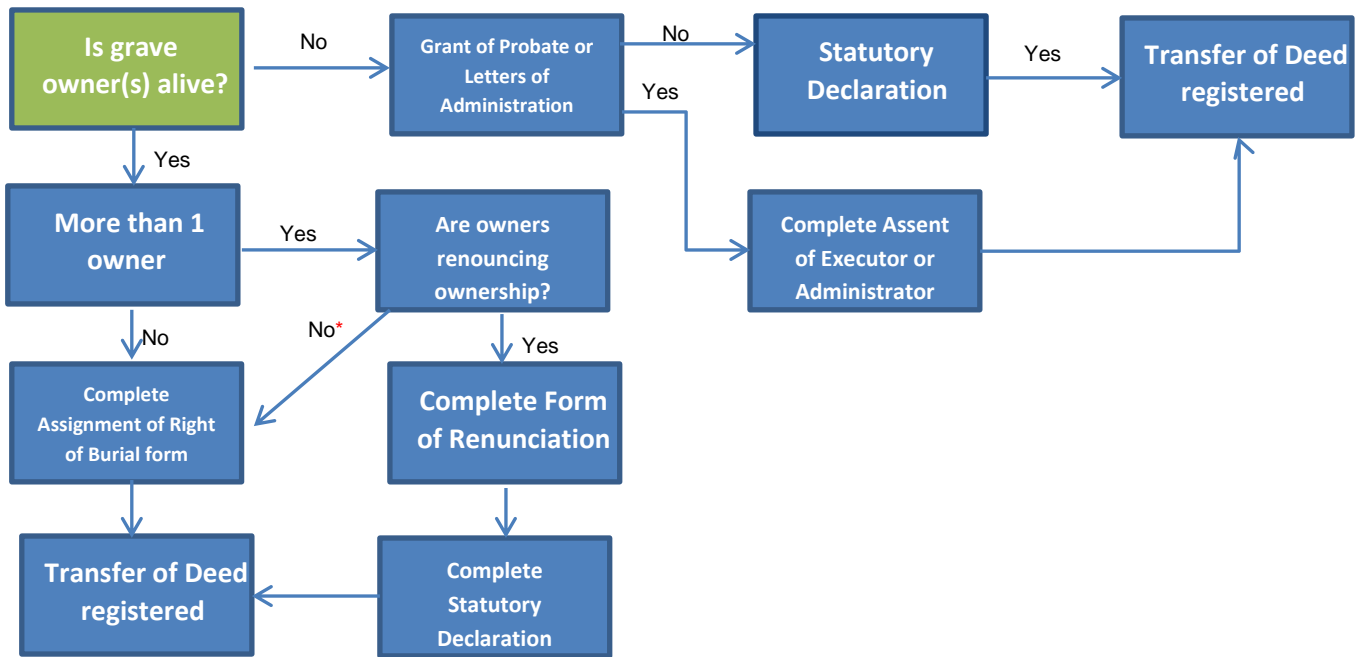 Is grave
owner(s) alive?
No
Grant of Probate or
Letters of
Administration
No
Yes
Statutory
Declaration
Yes
Transfer of Deed
registered
Yes
More than 1
owner
Yes
Are owners
renouncing
ownership?
Complete Assent
of Executor or
Administrator
No
No*
Yes
Complete
Assignment of Right
of Burial form
Complete Form
of Renunciation
Transfer of Deed
registered
Complete
Statutory
Declaration